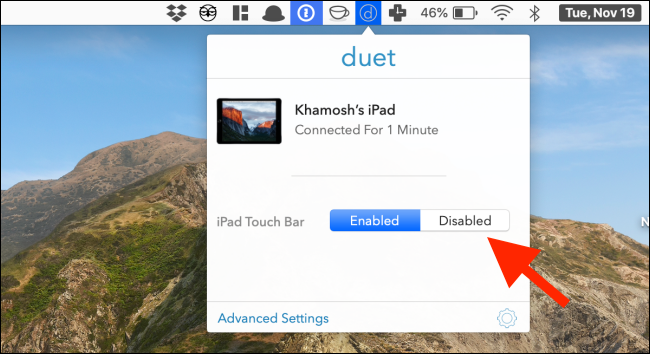 46% Tue, Nov 19
duet
Khamosh's iPad
Connected For 1 Minute
iPad Touch Bar Enabled Disabled
Advanced Settings